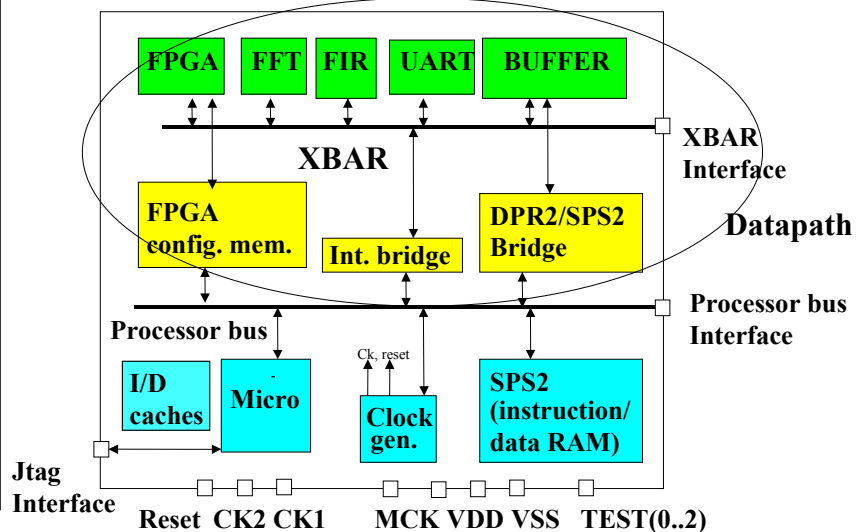 FPGA FFT FIR UART BUFFER
XBAR
XBAR
Interface
FPGA
config. mem.
Int. bridge
DPR2/SPS2
Bridge
Datapath
Processor bus
Processor bus
Interface
I/D
caches
-
Micro
Ck, reset
Clock
gen.
SPS2
(instruction/
data RAM)
Jtag
Interface
Reset CK2 CK1 MCK VDD VSS TEST(0..2)